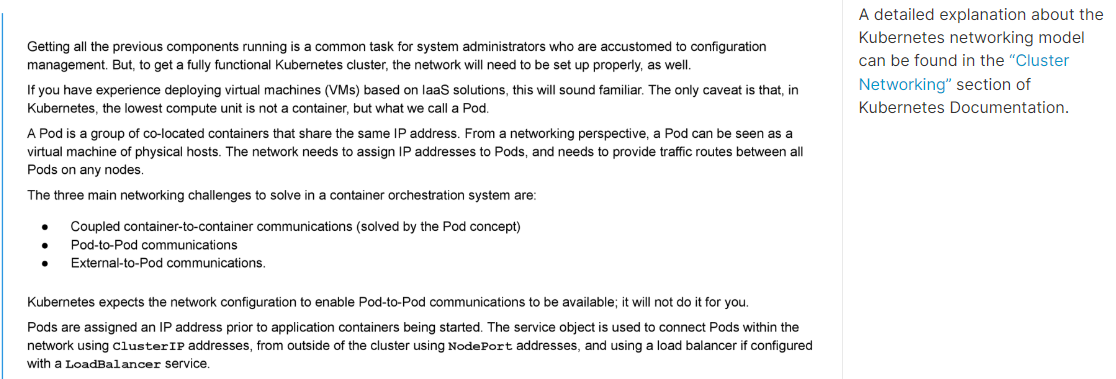 Getting all the previous components running is a common task for system administrators who are accustomed to configuration
management. But, to get a fully functional Kubernetes cluster, the network will need to be set up properly, as well.
If you have experience deploying virtual machines (VMs) based on IaaS solutions, this will sound familiar. The only caveat is that, in
Kubernetes, the lowest compute unit is not a container, but what we call a Pod.
A Pod is a group of co-located containers that share the same IP address. From a networking perspective, a Pod can be seen as a
virtual machine of physical hosts. The network needs to assign IP addresses to Pods, and needs to provide traffic routes between all
Pods on any nodes.
The three main networking challenges to solve in a container orchestration system are:
● Coupled container-to-container communications (solved by the Pod concept)
● Pod-to-Pod communications
● External-to-Pod communications.
Kubernetes expects the network configuration to enable Pod-to-Pod communications to be available; it will not do it for you.
Pods are assigned an IP address prior to application containers being started. The service object is used to connect Pods within the
network using ClusterIP addresses, from outside of the cluster using NodePort addresses, and using a load balancer if configured
with a LoadBalancer service.
A detailed explanation about the
Kubernetes networking model
can be found in the “Cluster
Networking” section of
Kubernetes Documentation.